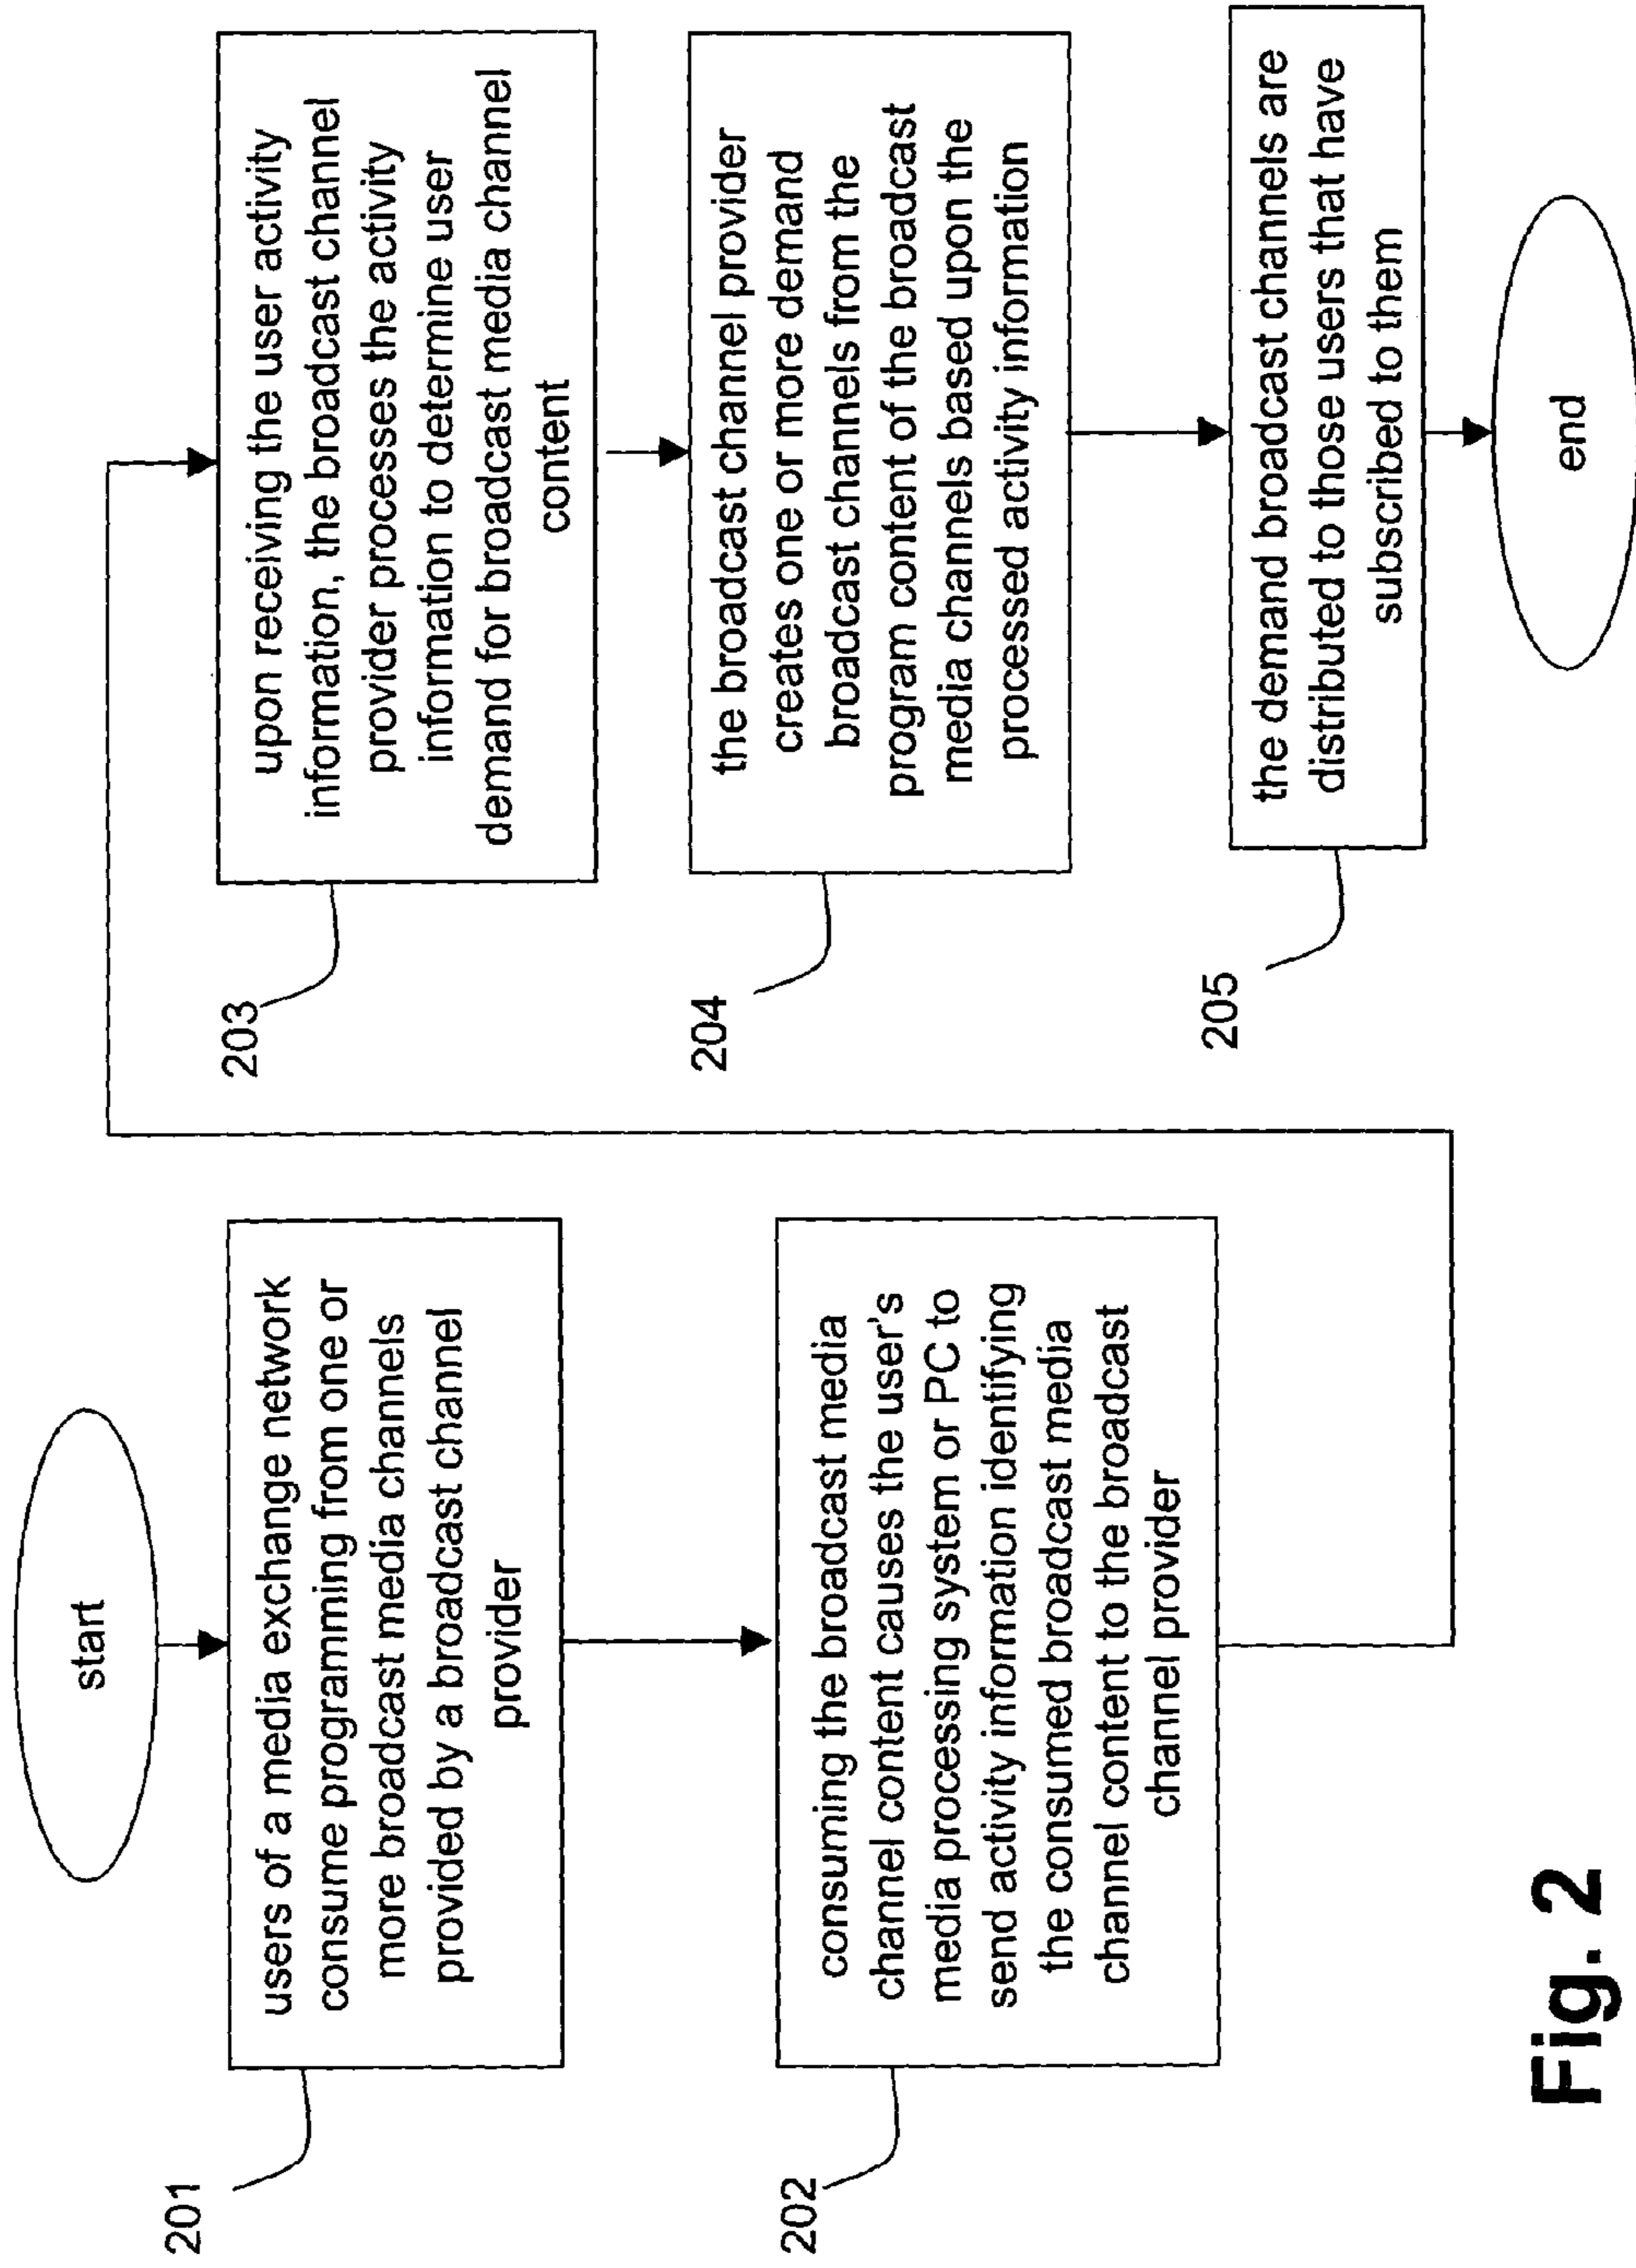 start
201
users of a media exchange network
consume programming from one or
more broadcast media channels
provided by a broadcast channel
provider
202
consuming the broadcast media
channel content causes the user's
media processing system or PC to
send activity information identifying
the consumed broadcast media
channel content to the broadcast
channel provider
203
upon receiving the user activity
information, the broadcast channel
provider processes the activity
information to determine user
demand for broadcast media channel
content
204
the broadcast channel provider
creates one or more demand
broadcast channels from the
program content of the broadcast
media channels based upon the
processed activity information
205
the demand broadcast channels are
distributed to those users that have
subscribed to them
end
Fig. 2